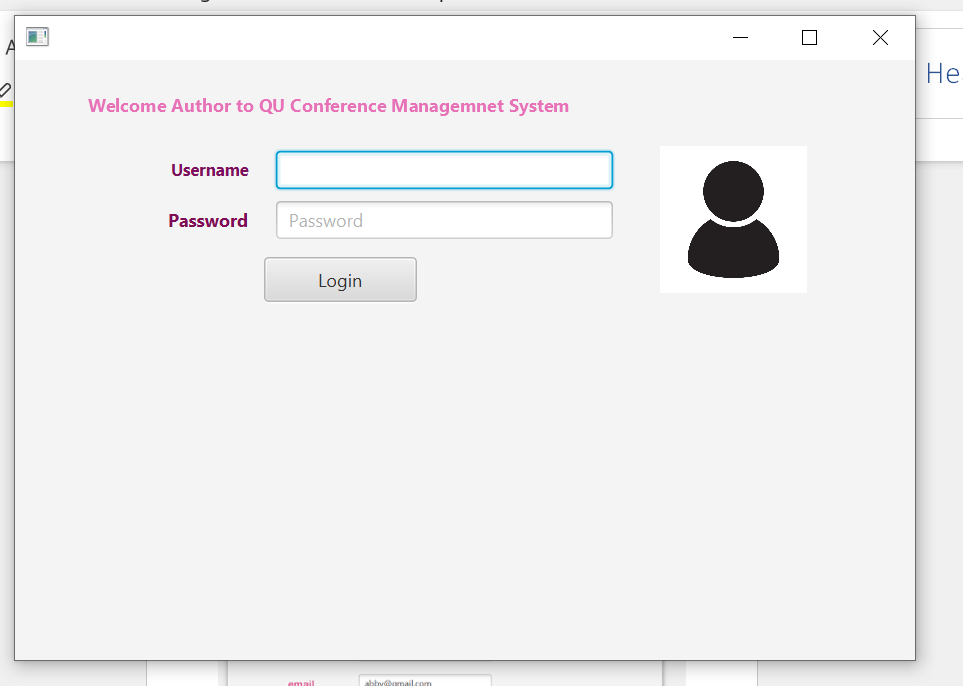 He
Welcome Author to QU Conference Managemnet System
Username
Password
Password
Login
email
abby@gmail.com